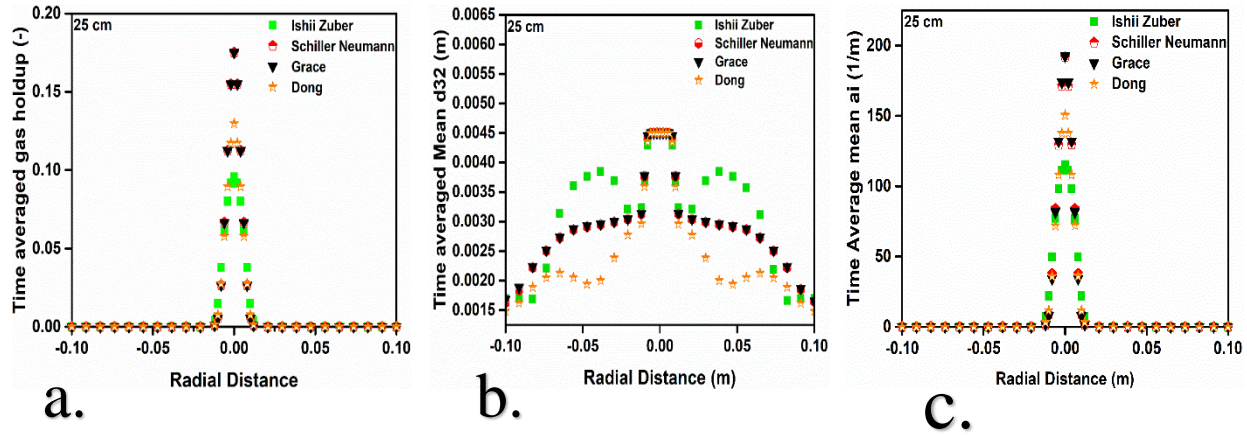 Time averaged gas holdup (-)
25 cm
Ishii Zuber
Schiller Neumann
Grace
Dong
0.20
0.15
0.10
0.05
0.00
-0.10 -0.05 0.00 0.05 0.10
Radial Distance
a.
Time averaged Mean d32 (m)
25 cm
Ishii Zuber
Schiller Neumann
Grace
Dong
0.0065
0.0060
0.0055
0.0050
0.0045
0.0040
0.0035
0.0030
0.0025
0.0020
0.0015
-0.10 -0.05 0.00 0.05 0.10
Radial Distance (m)
b.
Time Average mean ai (1/m)
25 cm
Ishii Zuber
Schiller Neumann
Grace
Dong
200
150
100
50
0
-0.10 -0.05 0.00 0.05 0.10
Radial Distance (m)
c.